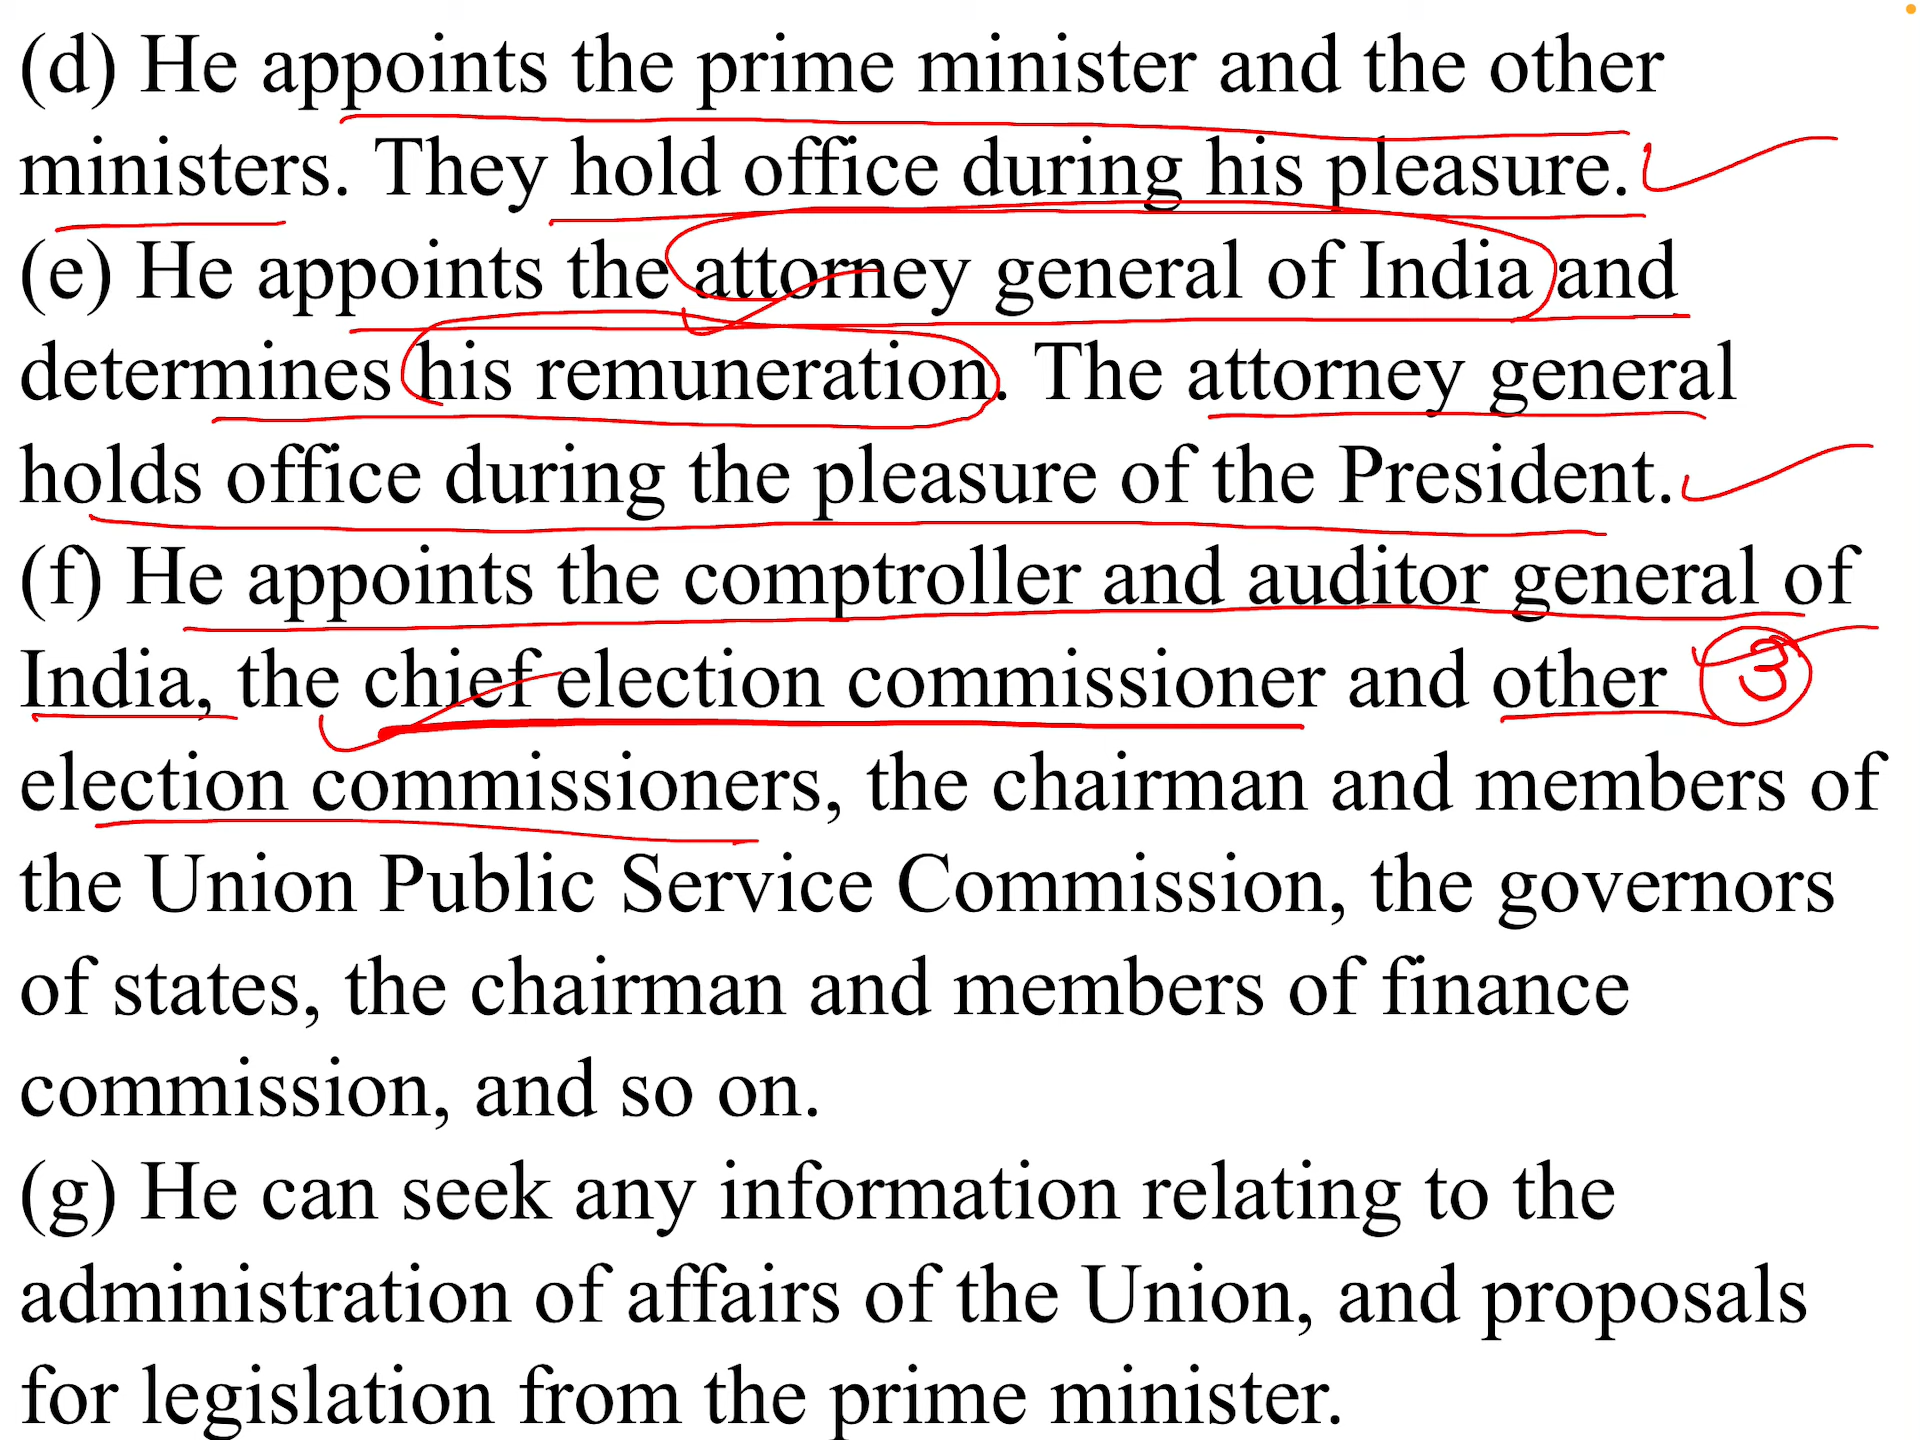 (d) He appoints the prime minister and the other
ministers. They hold office during his pleasure.
(e) He appoints the attorney general of India and
determines his remuneration. The attorney general
holds office during the pleasure of the President.
(f) He appoints the comptroller and auditor general of
India, the chief election commissioner and other 3
election commissioners, the chairman and members of
the Union Public Service Commission, the governors
of states, the chairman and members of finance
commission, and so on.
(g) He can seek any information relating to the
administration of affairs of the Union, and proposals
for legislation from the prime minister.